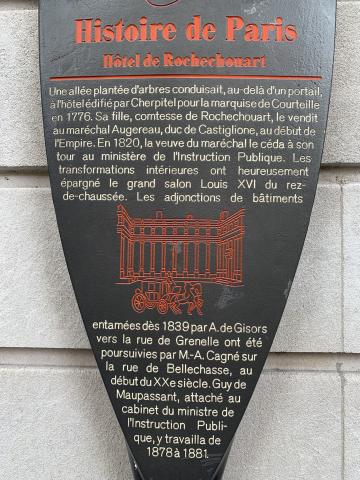 Histoire de Paris
Hôtel de Rochechouart
Une allée plantée d'arbres conduisait, au-delà d'un portail,
à l'hôtel édifié par Cherpitel pour la marquise de Courteille
en 1776. Sa fille, comtesse de Rochechouart, le vendit
au maréchal Augereau, duc de Castiglione, au début de
l'Empire. En 1820, la veuve du maréchal le céda à son
tour au ministère de l'Instruction Publique. Les
transformations intérieures ont heureusement
épargné le grand salon Louis XVI du rez-
de-chaussée. Les adjonctions de bâtiments
entamées dès 1839 par A. de Gisors
vers la rue de Grenelle ont été
poursuivies par M.-A. Cagné sur
la rue de Bellechasse, au
début du XXe siècle. Guy de
Maupassant, attaché au
cabinet du ministre de
l'Instruction Publi-
que, y travailla de
1878 à 1881.